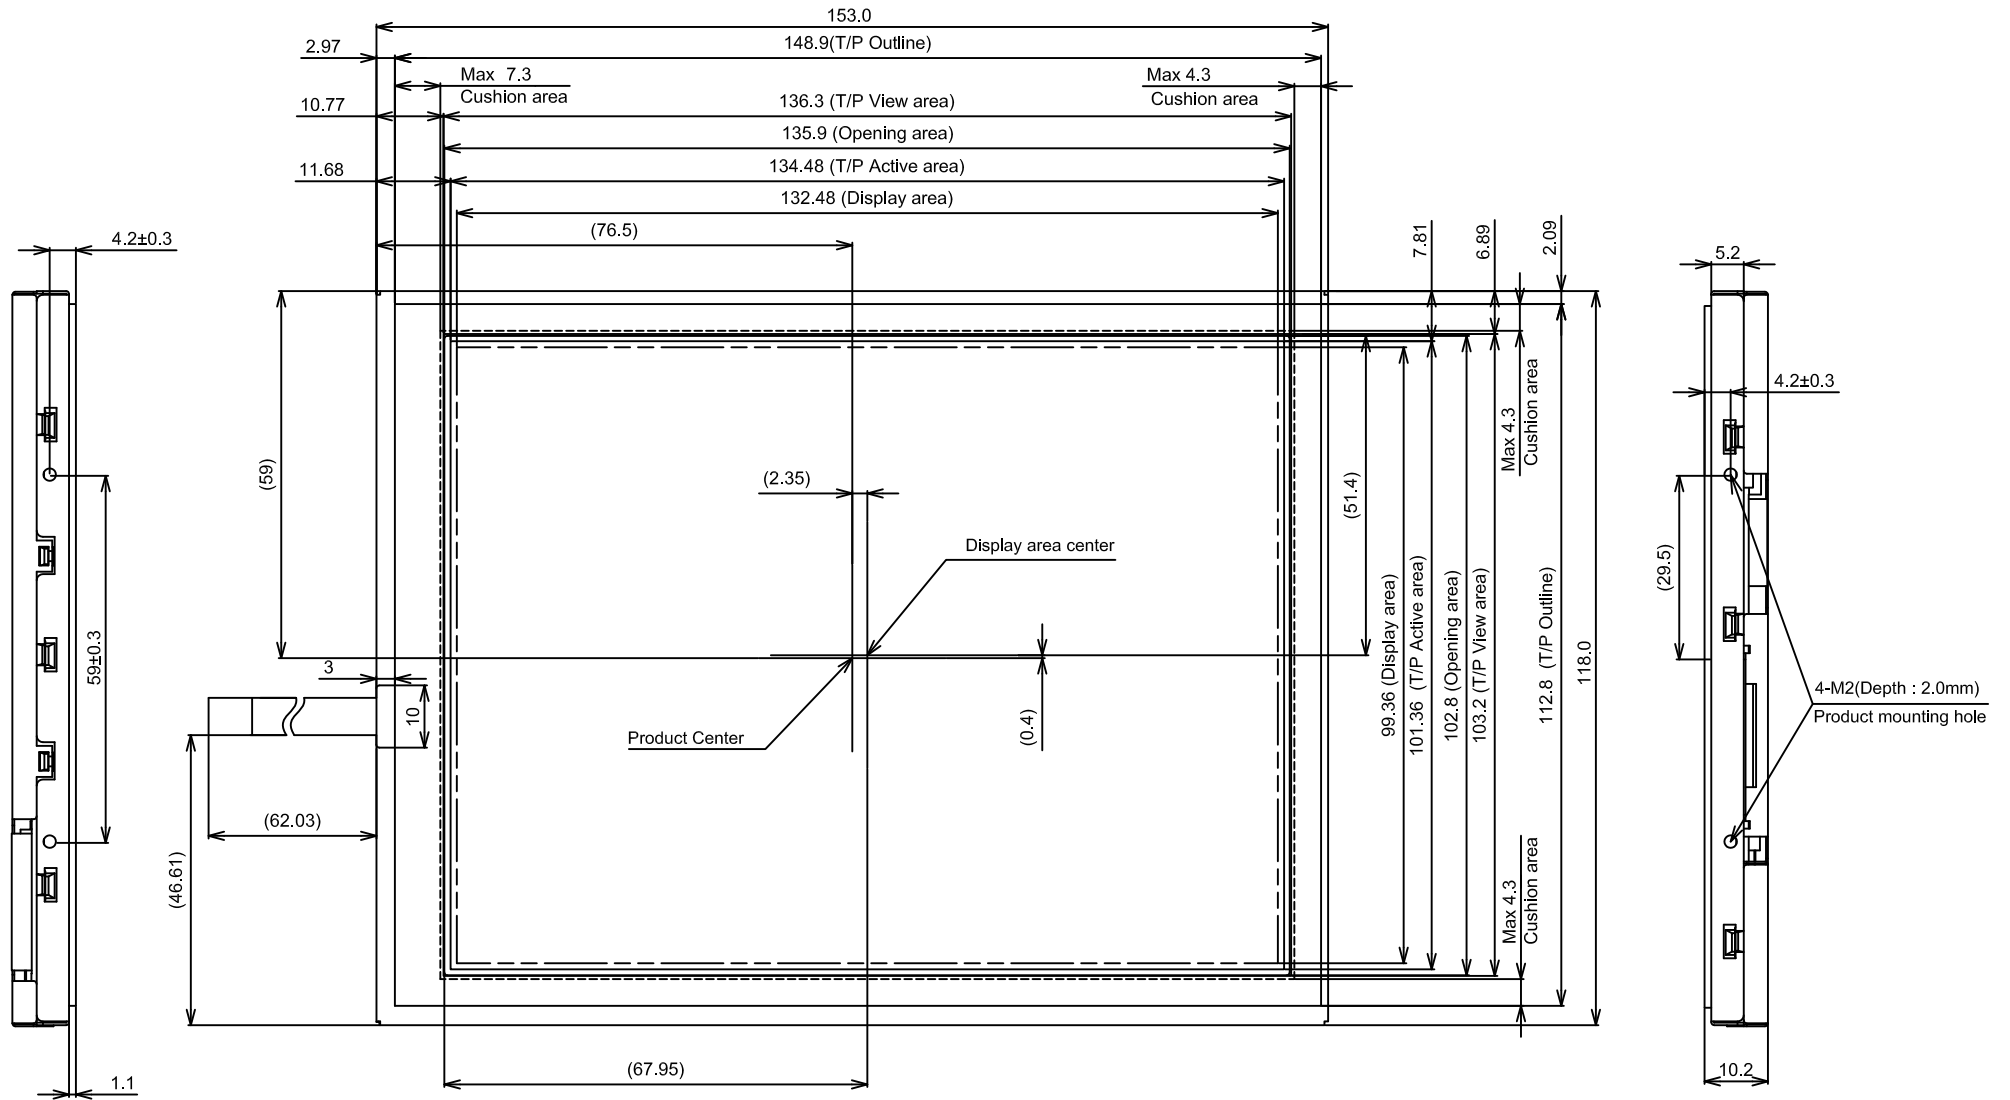 153.0
2.97
148.9(T/P Outline)
Max 7.3
Cushion area
Max 4.3
Cushion area
10.77
136.3 (T/P View area)
135.9 (Opening area)
11.68
134.48 (T/P Active area)
132.48 (Display area)
(76.5)
4.2±0.3
7.81
6.89
2.09
5.2
Max 4.3
Cushion area
4.2±0.3
(59)
(2.35)
(51.4)
Display area center
(29.5)
59±0.3
3
10
Product Center
(0.4)
99.36 (Display area)
101.36 (T/P Active area)
102.8 (Opening area)
103.2 (T/P View area)
112.8 (T/P Outline)
118.0
4-M2(Depth : 2.0mm)
Product mounting hole
(62.03)
(46.61)
Max 4.3
Cushion area
(67.95)
1.1
10.2